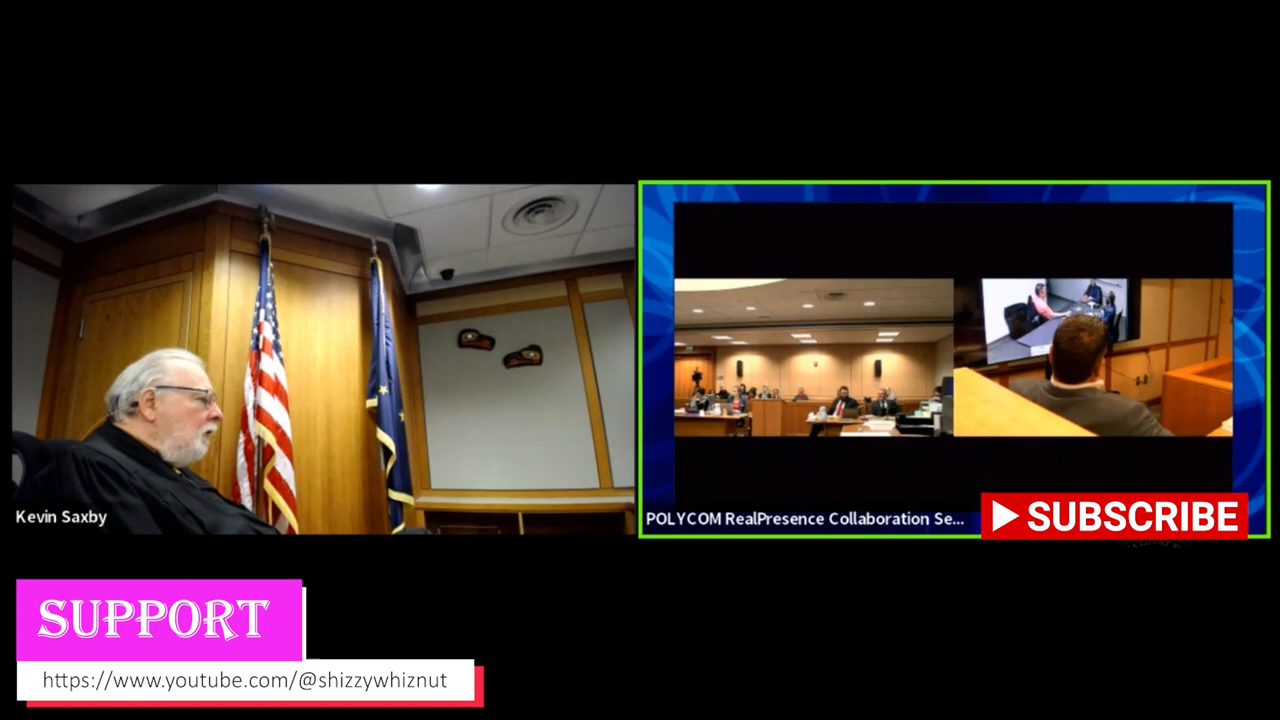 Kevin Saxby
POLYCOM RealPresence Collaboration Se...
SUBSCRIBE
SUPPORT
https://www.youtube.com/@shizzywhiznut